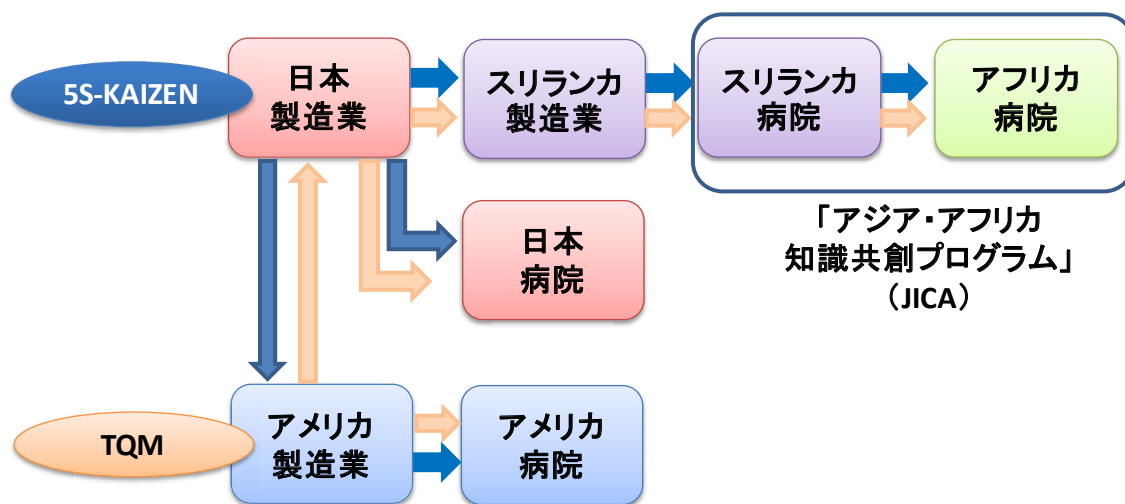 5S-KAIZEN
日本
製造業
スリランカ
製造業
スリランカ
病院
アフリカ
病院
「アジア・アフリカ
知識共創プログラム」
（JICA）
日本
病院
TQM
アメリカ
製造業
アメリカ
病院